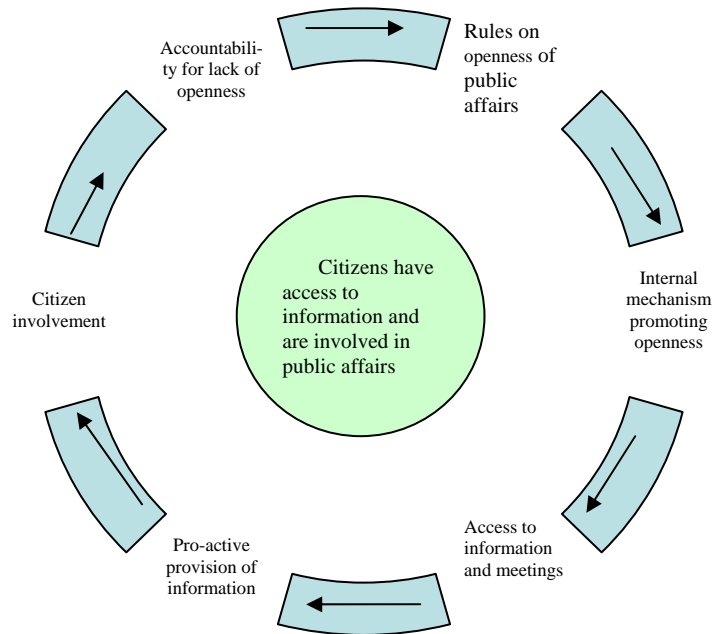 Accountabili-
ty for lack of
openness
Rules on
openness of
public
affairs
Citizens have
access to
information and
are involved in
public affairs
Citizen
involvement
Internal
mechanism
promoting
openness
Pro-active
provision of
information
Access to
information
and meetings